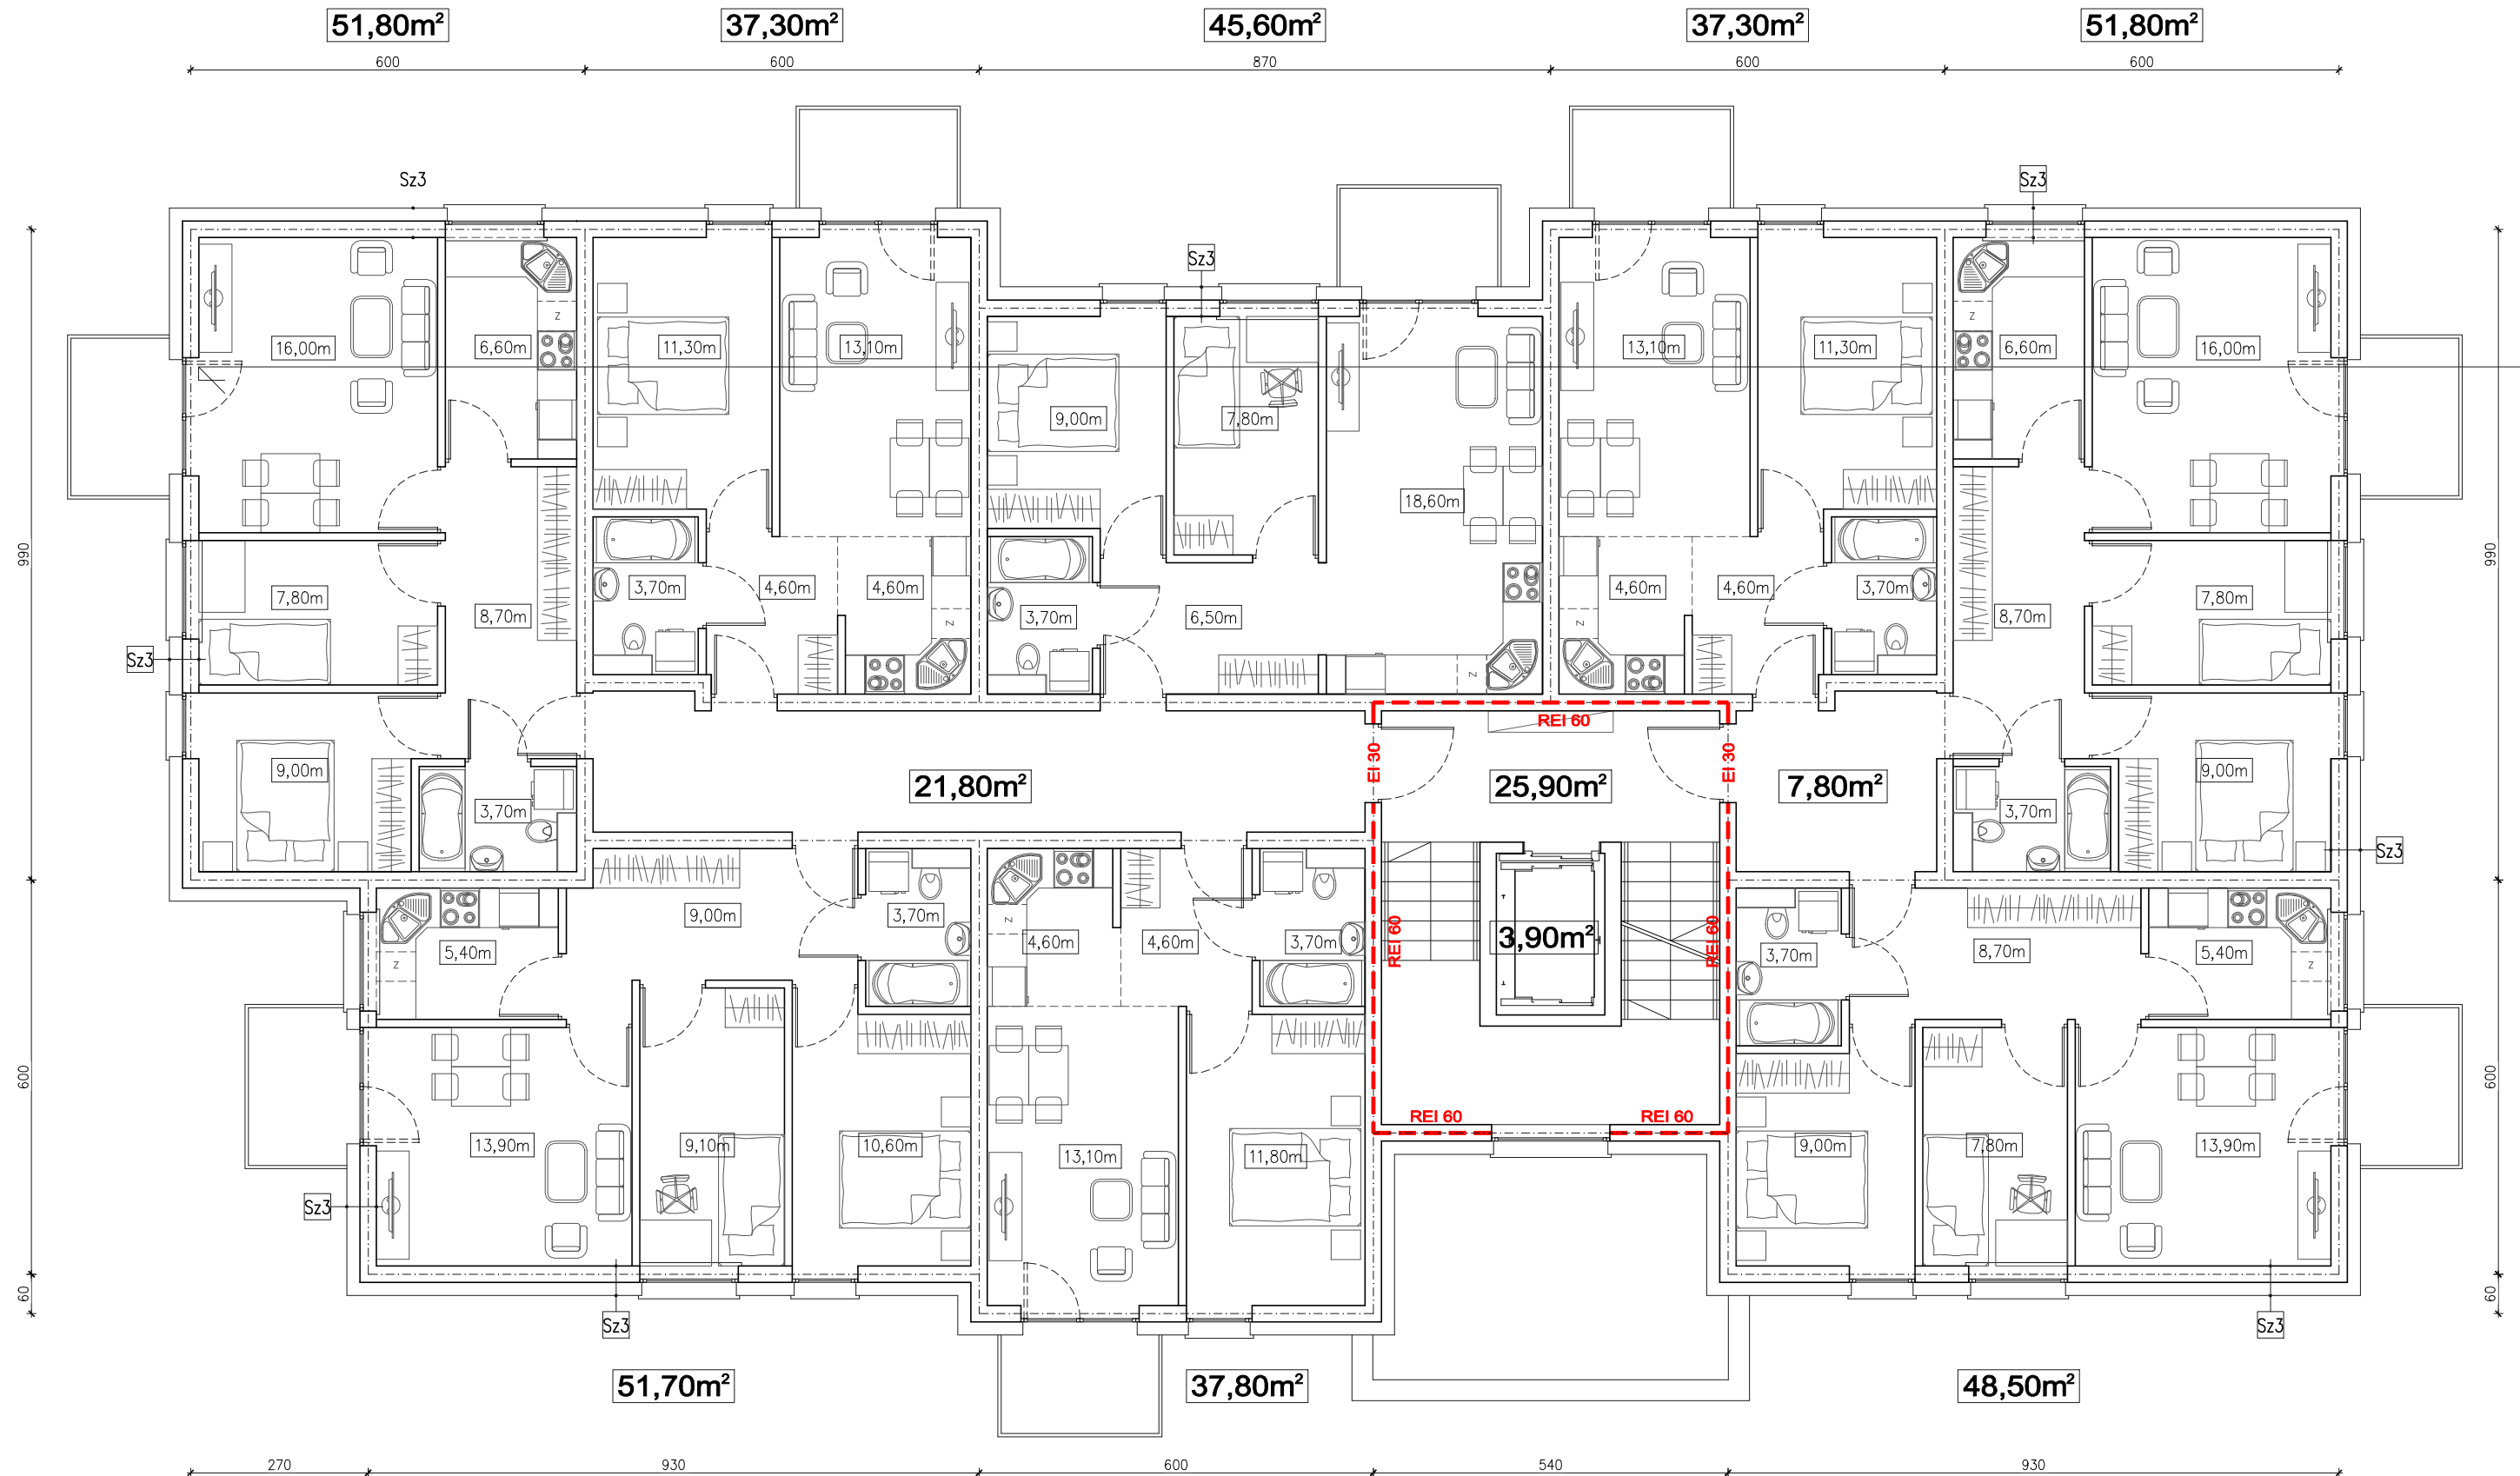 51,80m²
37,30m²
45,60m²
37,30m²
51,80m²
600
600
870
600
600
Sz3
Sz3
Sz3
16,00m
6,60m
11,30m
13,10m
13,10m
11,30m
6,60m
16,00m
9,00m
7,80m
18,60m
Z
Z
990
990
7,80m
8,70m
3,70m
4,60m
4,60m
3,70m
6,50m
4,60m
4,60m
3,70m
8,70m
7,80m
Z
Z
Z
Sz3
REI 60
EI 30
EI 30
9,00m
3,70m
21,80m²
25,90m²
7,80m²
3,70m
9,00m
Sz3
9,00m
3,70m
4,60m
4,60m
3,70m
REI 60
3,90m²
REI 60
3,70m
8,70m
5,40m
5,40m
Z
Z
Z
600
600
REI 60
REI 60
13,90m
9,10m
10,60m
13,10m
11,80m
9,00m
7,80m
13,90m
Sz3
60
60
Sz3
Sz3
51,70m²
37,80m²
48,50m²
270
930
600
540
930